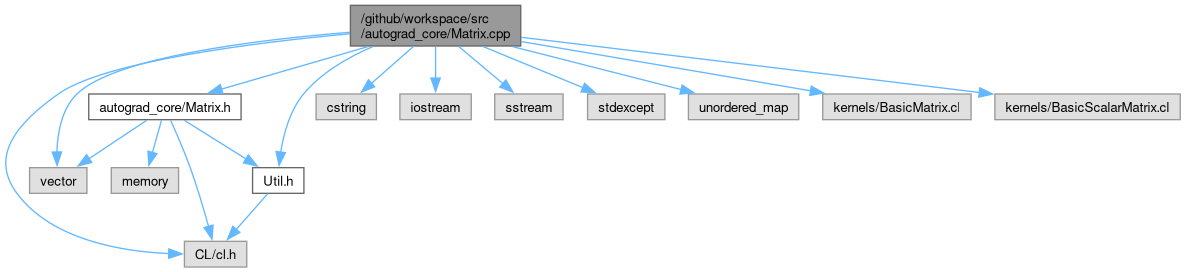 /github/workspace/src
/autograd_core/Matrix.cpp
autograd_core/Matrix.h
cstring
iostream
sstream
stdexcept
unordered_map
kernels/BasicMatrix.cl
kernels/BasicScalarMatrix.cl
vector
memory
Util.h
CL/cl.h